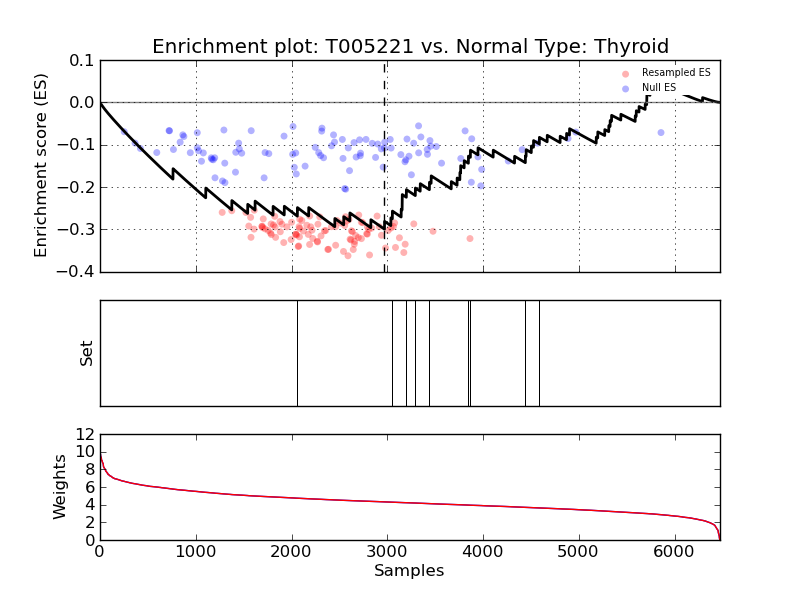 Enrichment plot: T005221 vs. Normal Type: Thyroid
Enrichment score (ES)
0.1
0.0
−0.1
−0.2
−0.3
−0.4
Resampled ES
Null ES
Set
Weights
12
10
8
6
4
2
0
0 1000 2000 3000 4000 5000 6000
Samples